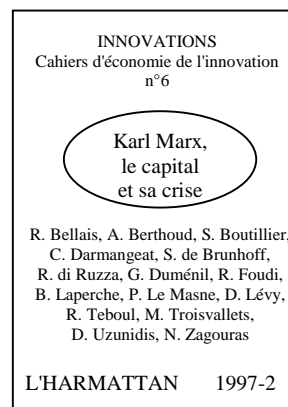 INNOVATIONS
Cahiers d'économie de l'innovation
n°6
Karl Marx,
le capital
et sa crise
R. Bellais, A. Berthoud, S. Boutillier,
C. Darmangeat, S. de Brunhoff,
R. di Ruzza, G. Duménil, R. Foudi,
B. Laperche, P. Le Masne, D. Lévy,
R. Teboul, M. Troisvallets,
D. Uzunidis, N. Zagouras
L'HARMATTAN 1997-2